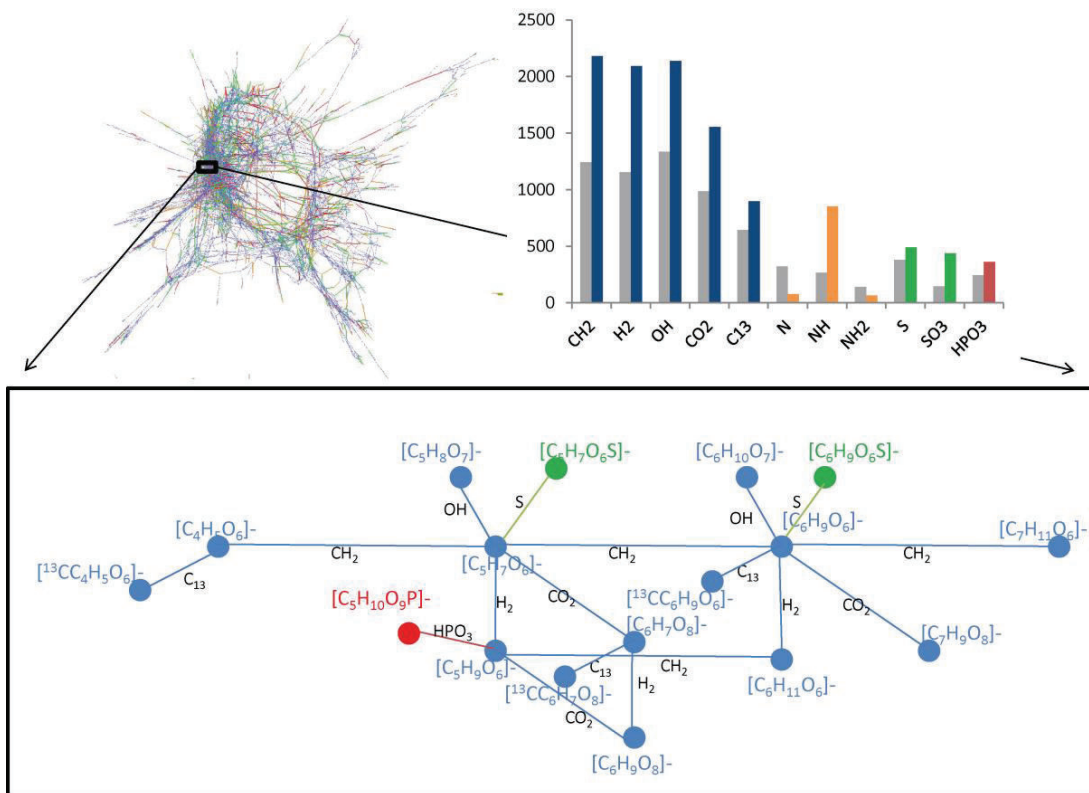 2500
2000
1500
1000
500
0
CH2 H2 OH CO2 C13 N NH NH2 S SO3 HPO3
[C₅H₈O₇]- [C₅H₇O₆S]- [C₆H₁₀O₇]- [C₆H₉O₆S]-
OH S OH S
[C₄H₅O₆]- [C₆H₉O₆]- [C₇H₁₁O₆]-
CH₂ CH₂ CH₂
[C₅H₇O₆]-
[¹³CC₄H₅O₆]- C₁₃ C₁₃
[C₅H₁₀O₉P]- H₂ CO₂ [¹³CC₆H₉O₆]- H₂ CO₂
HPO₃ [C₆H₇O₈]- [C₇H₉O₈]-
[C₅H₉O₆]- C₁₃ CH₂
H₂ [C₆H₁₁O₆]-
[¹³CC₆H₇O₈]-
CO₂
[C₆H₉O₈]-